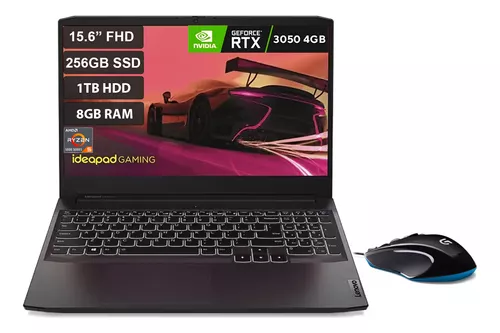 15.6” FHD
256GB SSD
1TB HDD
8GB RAM
NVIDIA
GEFORCE
RTX
3050 4GB
AMD
RYZEN
5
ideapad GAMING
Lenovo
G